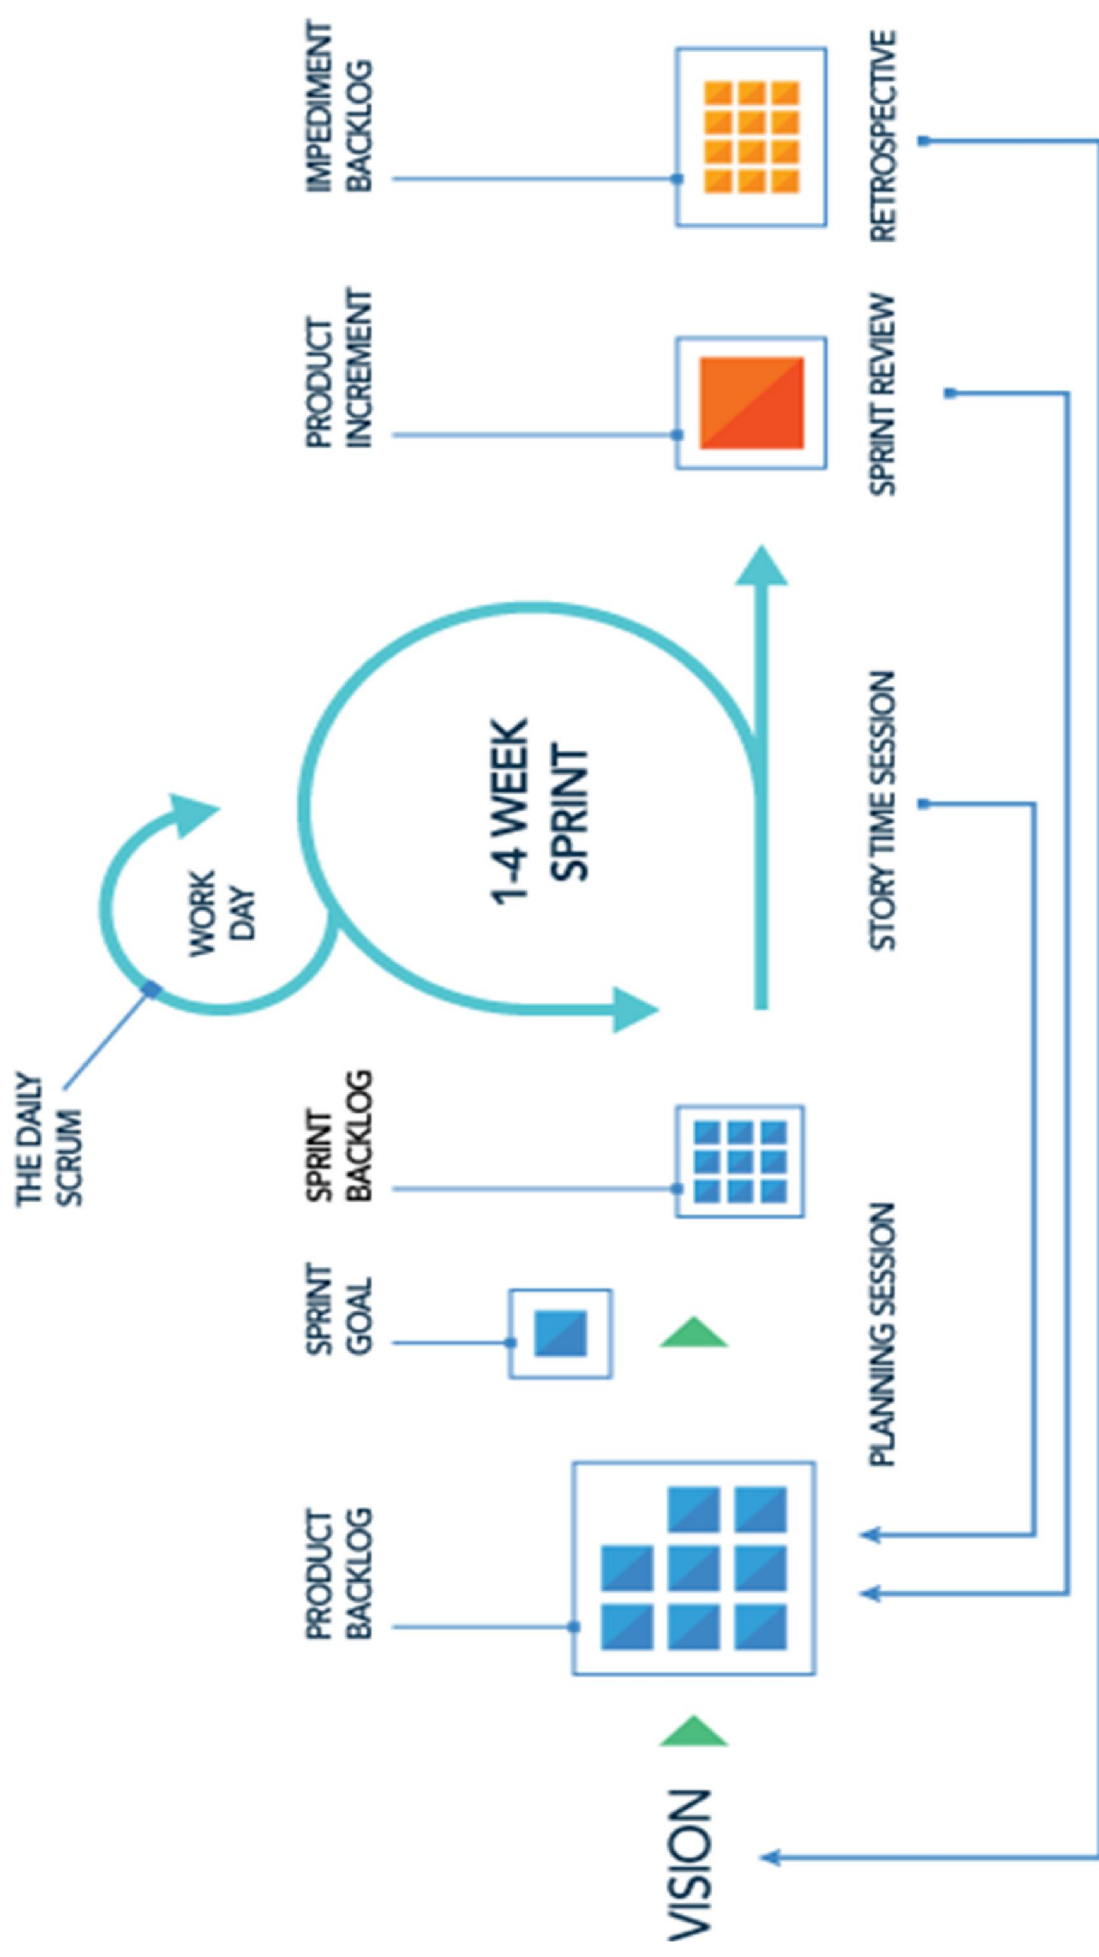 THE DAILY
SCRUM
WORK
DAY
PRODUCT
BACKLOG
SPRINT
GOAL
SPRINT
BACKLOG
PRODUCT
INCREMENT
IMPEDIMENT
BACKLOG
1-4 WEEK
SPRINT
VISION
PLANNING SESSION
STORY TIME SESSION
SPRINT REVIEW
RETROSPECTIVE